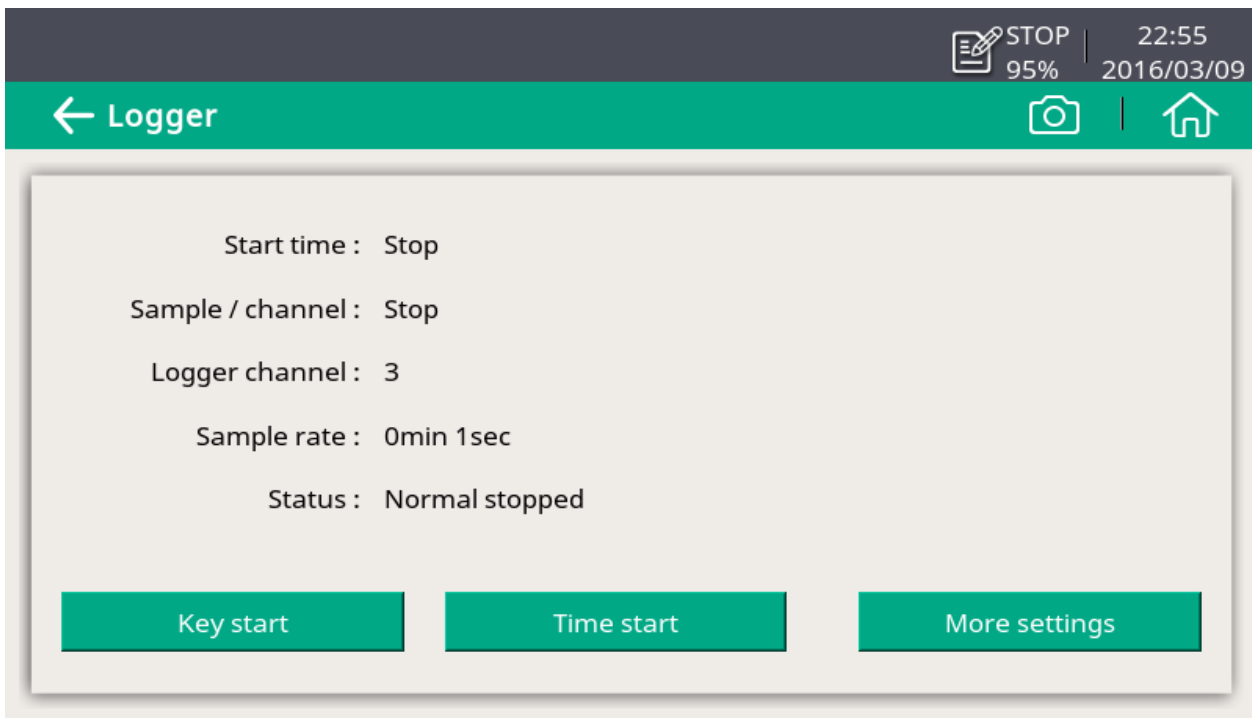 STOP 22:55
95% 2016/03/09
Logger
Start time : Stop
Sample / channel : Stop
Logger channel : 3
Sample rate : 0min 1sec
Status : Normal stopped
Key start Time start More settings